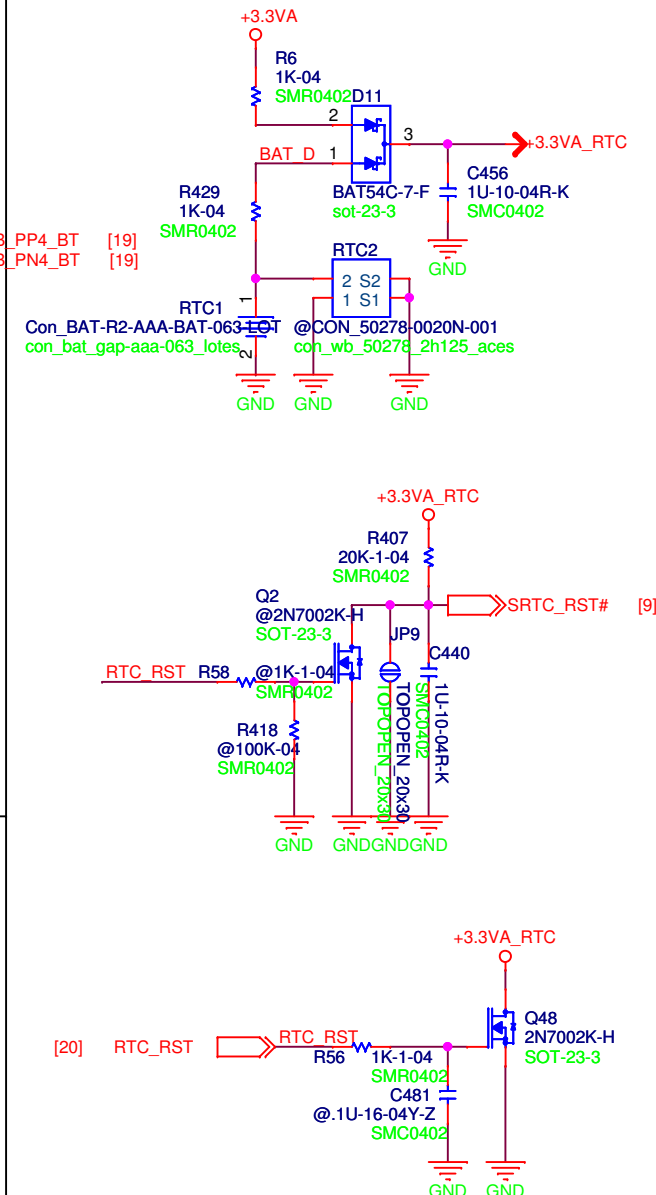 +3.3VA
R6
1K-04
SMR0402
D11
2
3
+3.3VA_RTC
BAT_D
1
BAT54C-7-F
sot-23-3
C456
1U-10-04R-K
SMC0402
GND
R429
1K-04
SMR0402
_PP4_BT [19]
_PN4_BT [19]
RTC2
2 S2
1 S1
1
RTC1
Con_BAT-R2-AAA-BAT-063-LOT
con_bat_gap-aaa-063_lotes
2
@CON_50278-0020N-001
con_wb_50278_2h125_aces
GND GND GND
+3.3VA_RTC
R407
20K-1-04
SMR0402
Q2
@2N7002K-H
SOT-23-3
SRTC_RST# [9]
JP9
TOPOPEN_20x30
TOPOPEN_20x30
C440
1U-10-04R-K
SMC0402
RTC_RST R58 @1K-1-04
SMR0402
R418
@100K-04
SMR0402
GND GND GND GND
+3.3VA_RTC
Q48
2N7002K-H
SOT-23-3
[20] RTC_RST
RTC_RST
R56 1K-1-04
SMR0402
C481
@.1U-16-04Y-Z
SMC0402
GND GND